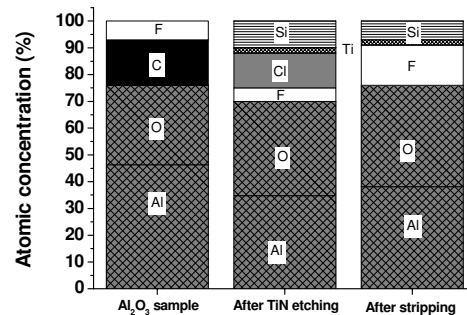 Atomic concentration (%)
100
90
80
70
60
50
40
30
20
10
0
F
C
O
Al
Si
Cl
F
O
Al
Ti
Si
F
O
Al
Al₂O₃ sample
After TiN etching
After stripping